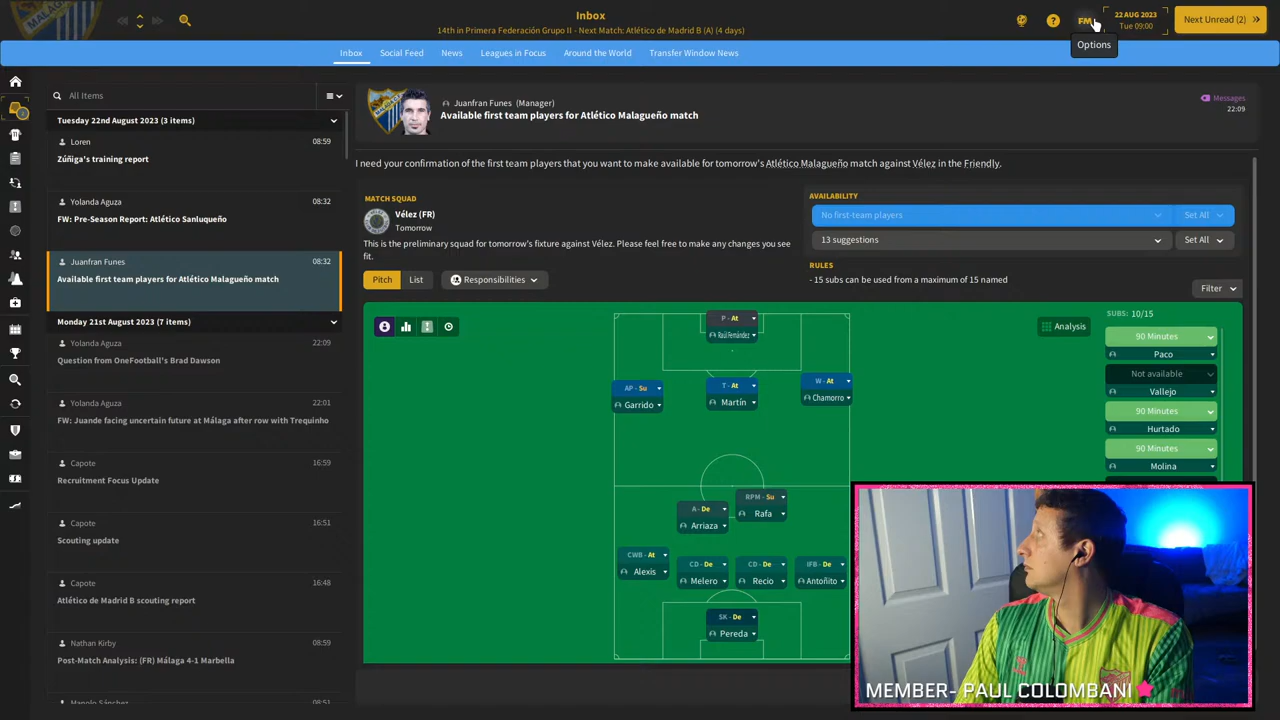 Inbox
14th in Primera Federación Grupo II - Next Match: Atlético de Madrid B (A) (4 days)
FM
22 AUG 2023
Tue 09:00
Next Unread (2)
Options
Inbox
Social Feed
News
Leagues in Focus
Around the World
Transfer Window News
All Items
Tuesday 22nd August 2023 (3 items)
Loren
08:59
Zúñiga's training report
Yolanda Aguza
08:32
FW: Pre-Season Report: Atlético Sanluqueño
Juanfran Funes
08:32
Available first team players for Atlético Malagueño match
Monday 21st August 2023 (7 items)
Yolanda Aguza
22:09
Question from OneFootball's Brad Dawson
Yolanda Aguza
22:01
FW: Juande facing uncertain future at Málaga after row with Trequinho
Capote
16:59
Recruitment Focus Update
Capote
16:51
Scouting update
Capote
16:48
Atlético de Madrid B scouting report
Nathan Kirby
08:59
Post-Match Analysis: (FR) Málaga 4-1 Marbella
Manolo Sánchez
08:51
Juanfran Funes (Manager)
Available first team players for Atlético Malagueño match
Messages
22:09
I need your confirmation of the first team players that you want to make available for tomorrow's Atlético Malagueño match against Vélez in the Friendly.
MATCH SQUAD
Vélez (FR)
Tomorrow
This is the preliminary squad for tomorrow's fixture against Vélez. Please feel free to make any changes you see
fit.
AVAILABILITY
No first-team players
Set All
13 suggestions
Set All
RULES
- 15 subs can be used from a maximum of 15 named
Pitch
List
Responsibilities
Filter
Analysis
P - At
Raúl Fernández
AP - Su
Garrido
T - At
Martín
W - At
Chamorro
RPM - Su
Rafa
A - De
Arriaza
CWB - At
Alexis
CD - De
Melero
CD - De
Recio
IFB - De
Antoñito
SK - De
Pereda
SUBS: 10/15
90 Minutes
Paco
Not available
Vallejo
90 Minutes
Hurtado
90 Minutes
Molina
MEMBER- PAUL COLOMBANI